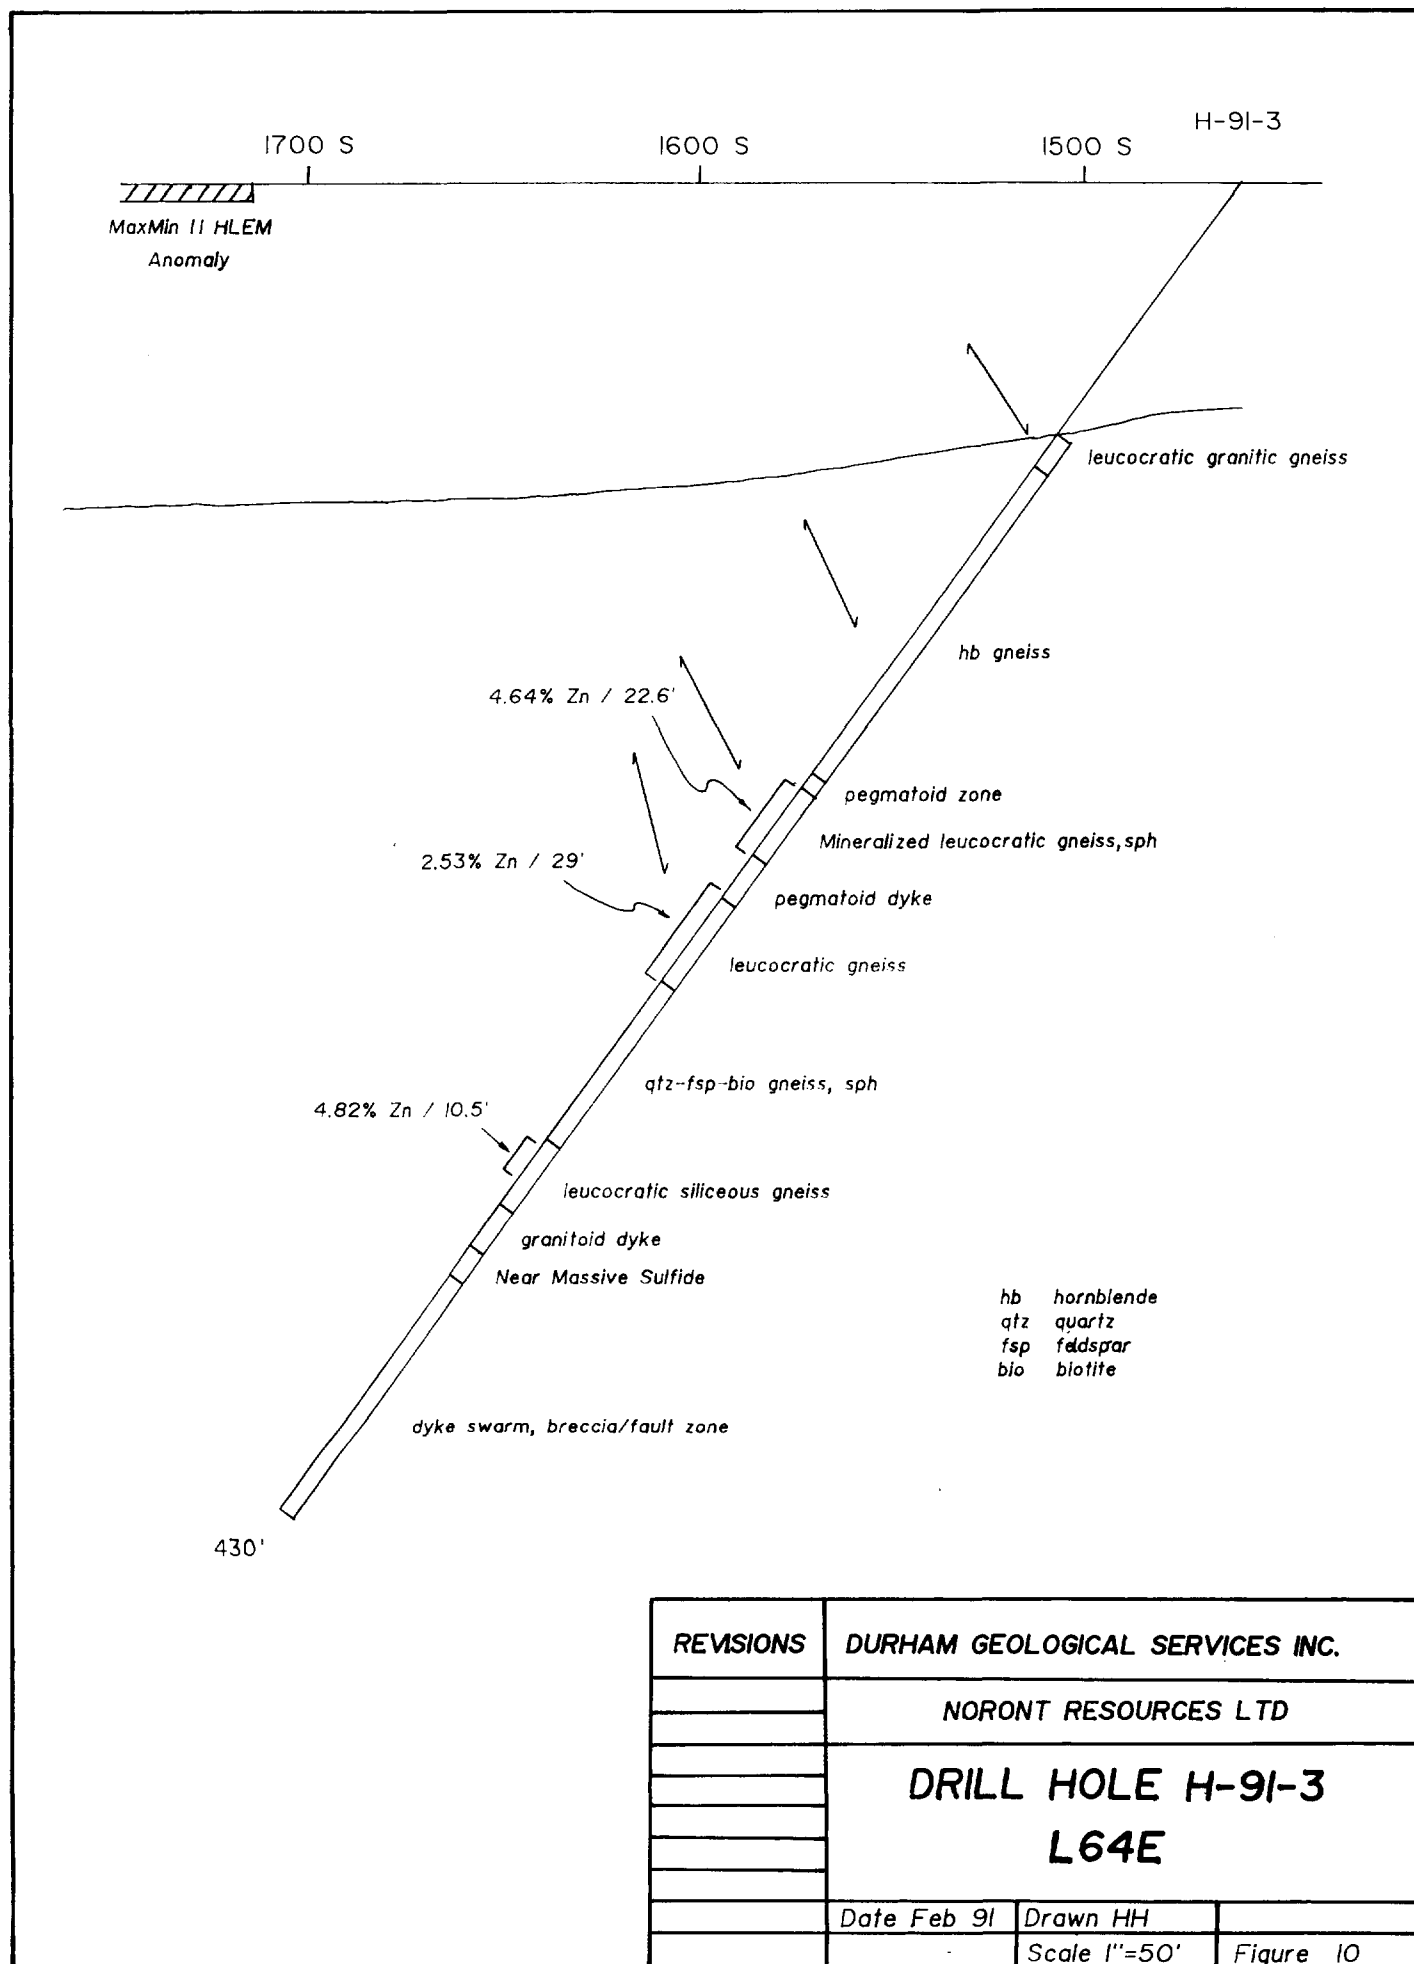 H-91-3
1700 S
1600 S
1500 S
MaxMin II HLEM
Anomaly
leucocratic granitic gneiss
hb gneiss
4.64% Zn / 22.6'
pegmatoid zone
Mineralized leucocratic gneiss, sph
2.53% Zn / 29'
pegmatoid dyke
leucocratic gneiss
qtz-fsp-bio gneiss, sph
4.82% Zn / 10.5'
leucocratic siliceous gneiss
granitoid dyke
Near Massive Sulfide
hb hornblende
qtz quartz
fsp feldspar
bio biotite
dyke swarm, breccia/fault zone
430'
REVISIONS
DURHAM GEOLOGICAL SERVICES INC.
NORONT RESOURCES LTD
DRILL HOLE H-91-3
L64E
Date Feb 91
Drawn HH
Scale 1"=50'
Figure 10